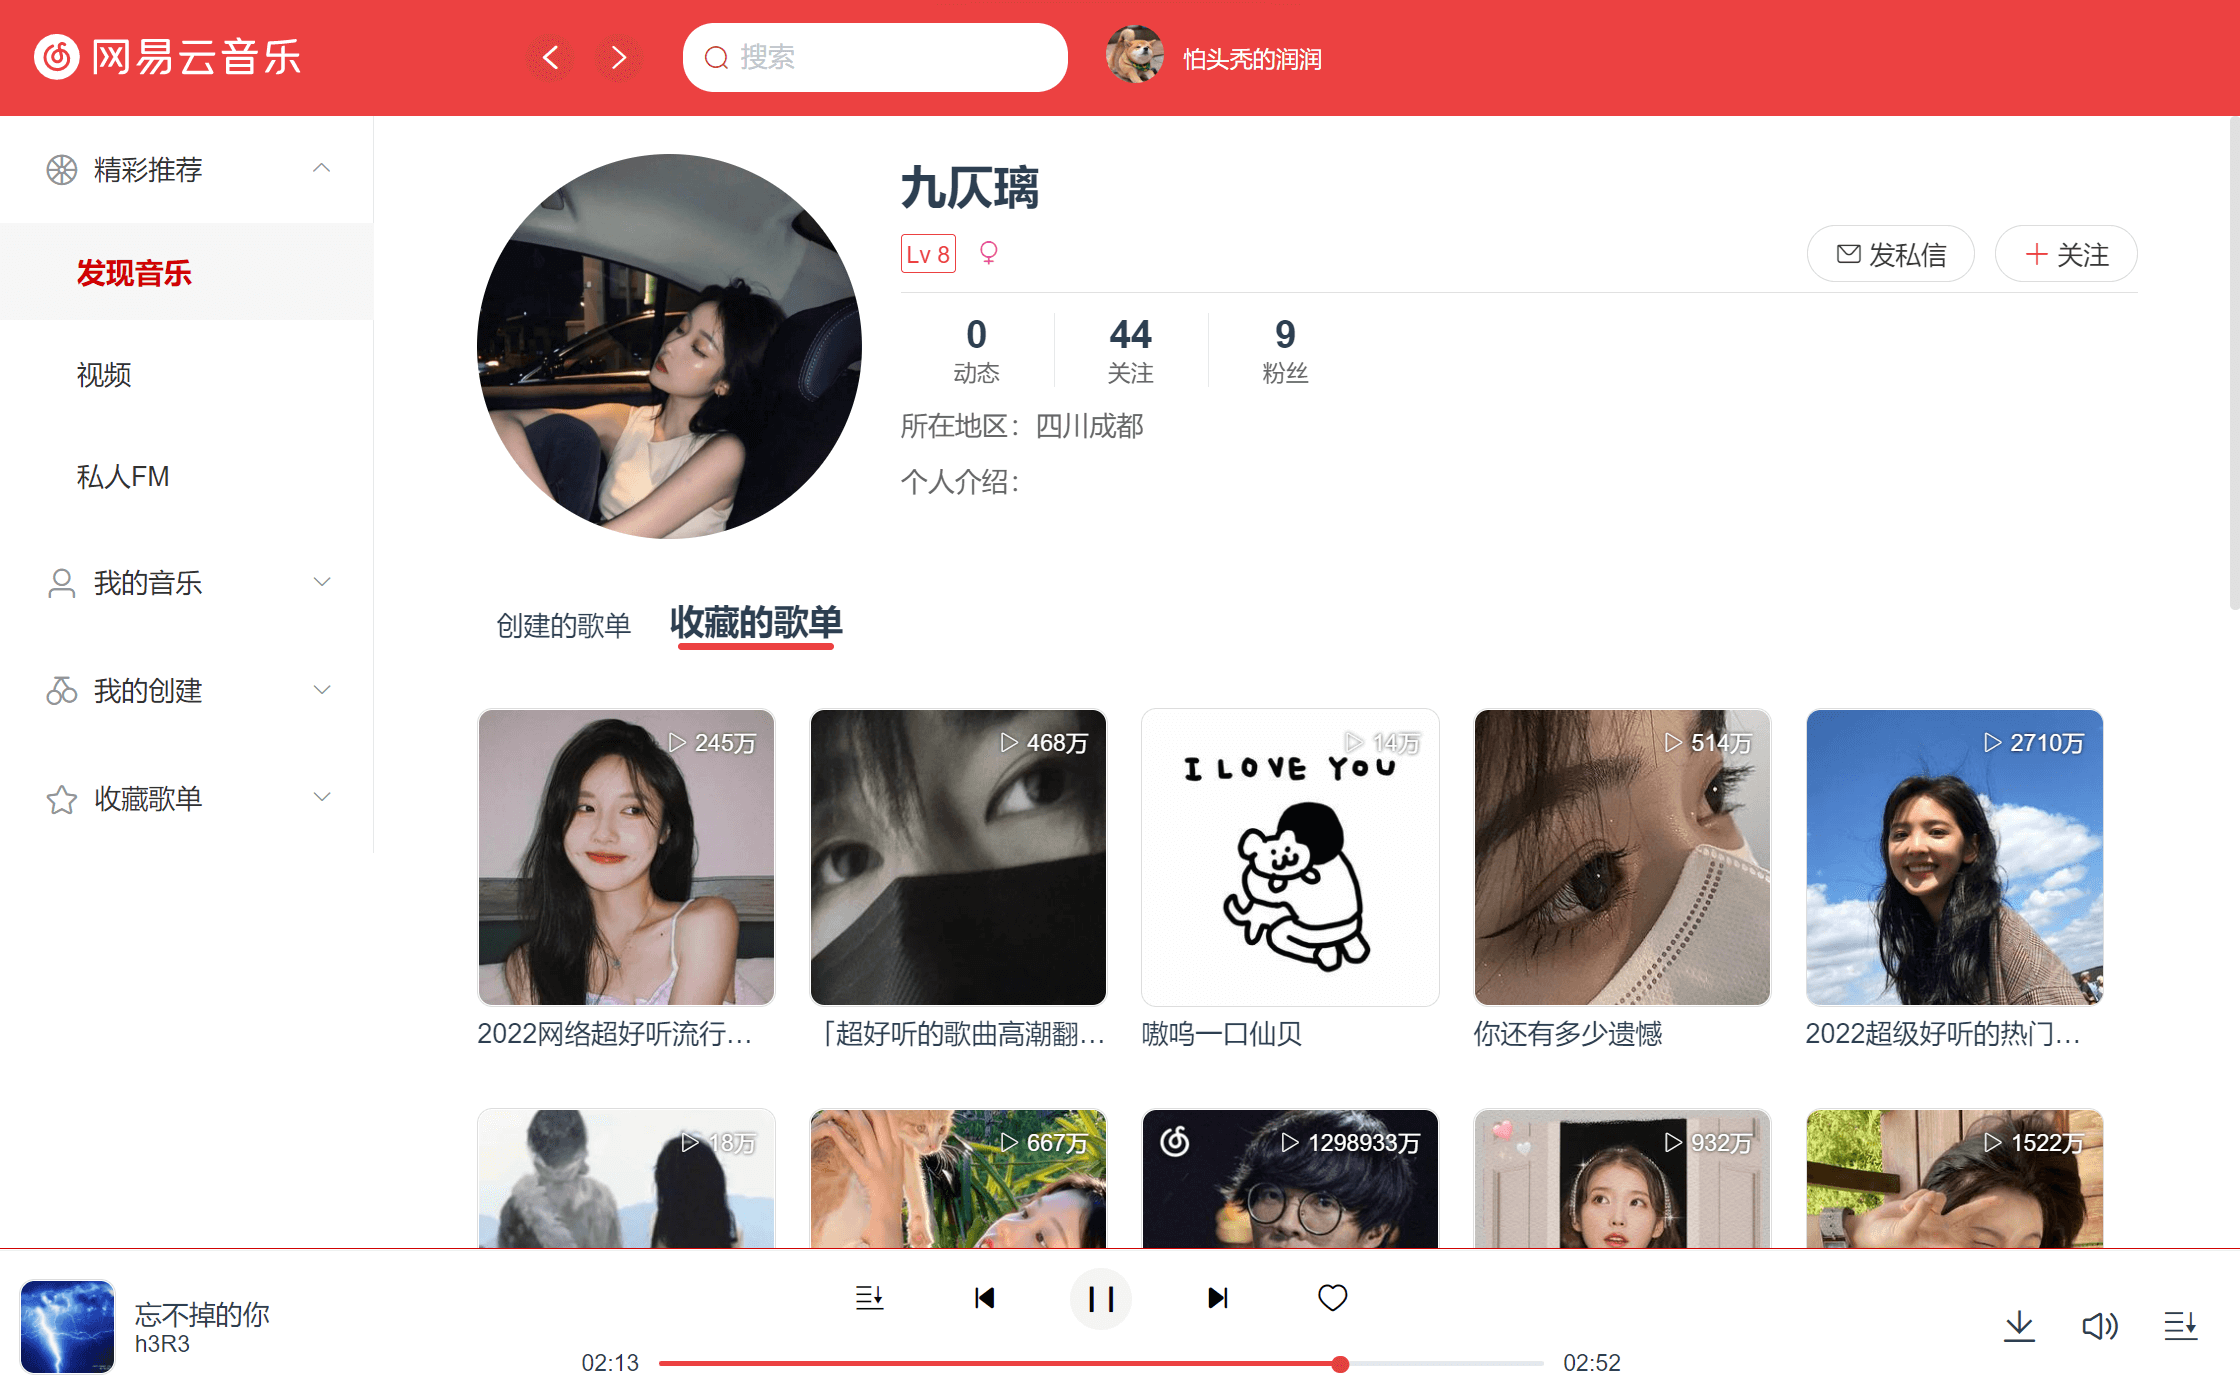 网易云音乐
搜索
怕头秃的润润
精彩推荐
发现音乐
视频
私人FM
我的音乐
我的创建
收藏歌单
九仄璃
Lv 8
发私信
关注
0
动态
44
关注
9
粉丝
所在地区：四川成都
个人介绍：
创建的歌单
收藏的歌单
245万
468万
14万
514万
2710万
I LOVE YOU
2022网络超好听流行...
「超好听的歌曲高潮翻...
嗷呜一口仙贝
你还有多少遗憾
2022超级好听的热门...
18万
667万
1298933万
932万
1522万
忘不掉的你
h3R3
02:13
02:52